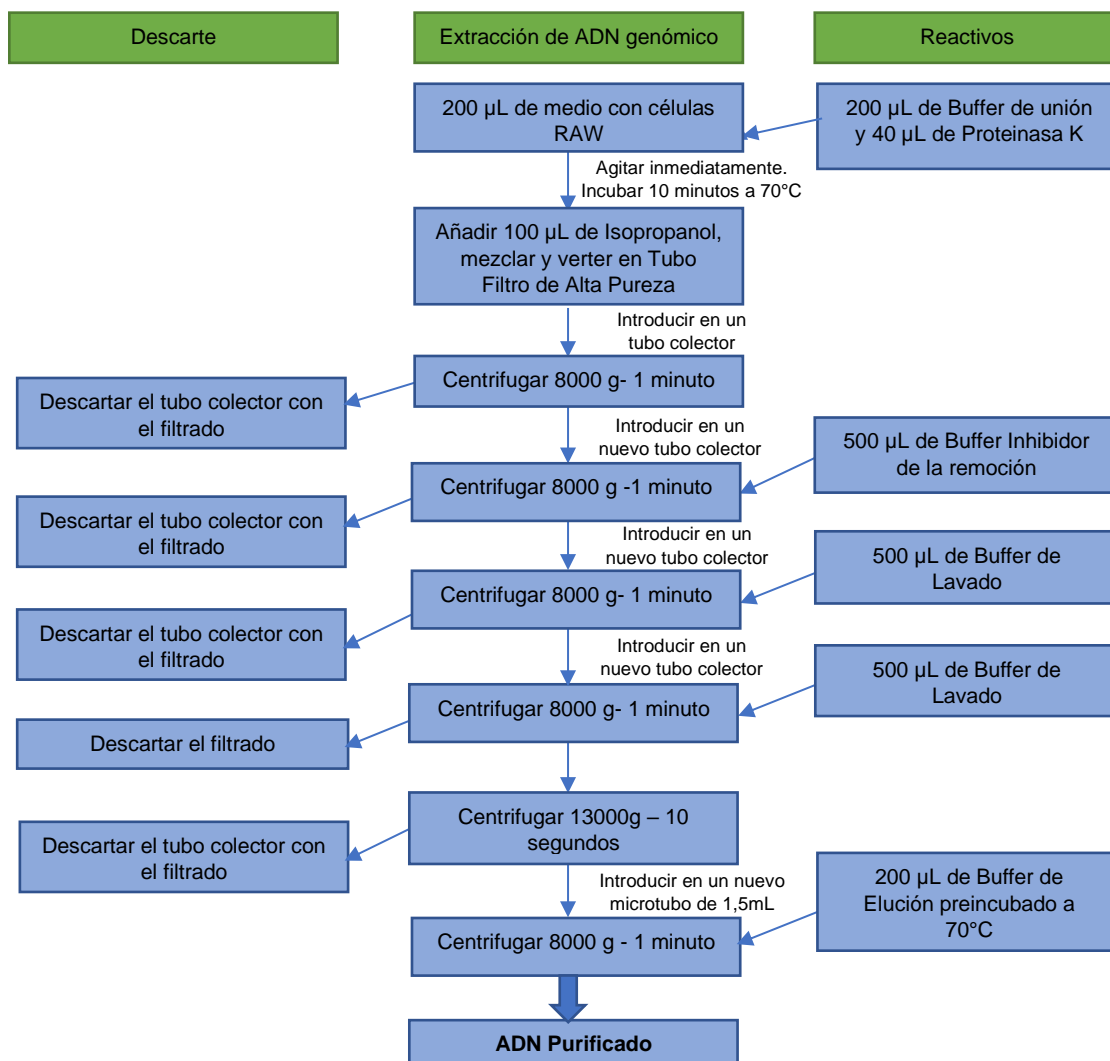 Descarte
Extracción de ADN genómico
Reactivos
200 µL de medio con células
RAW
200 µL de Buffer de unión
y 40 µL de Proteinasa K
Agitar inmediatamente.
Incubar 10 minutos a 70°C
Añadir 100 µL de Isopropanol,
mezclar y verter en Tubo
Filtro de Alta Pureza
Introducir en un
tubo colector
Centrifugar 8000 g- 1 minuto
Descartar el tubo colector con
el filtrado
Introducir en un
nuevo tubo colector
500 µL de Buffer Inhibidor
de la remoción
Centrifugar 8000 g -1 minuto
Descartar el tubo colector con
el filtrado
Introducir en un
nuevo tubo colector
500 µL de Buffer de
Lavado
Centrifugar 8000 g- 1 minuto
Descartar el tubo colector con
el filtrado
Introducir en un
nuevo tubo colector
500 µL de Buffer de
Lavado
Centrifugar 8000 g- 1 minuto
Descartar el filtrado
Centrifugar 13000g – 10
segundos
Descartar el tubo colector con
el filtrado
Introducir en un nuevo
microtubo de 1,5mL
200 µL de Buffer de
Elución preincubado a
70°C
Centrifugar 8000 g - 1 minuto
ADN Purificado